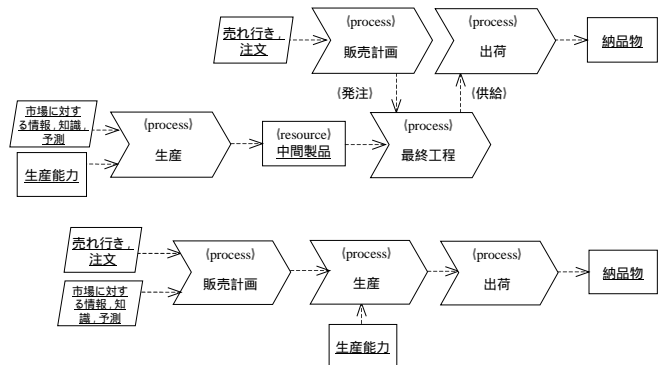 売れ行き,
注文
(process)
販売計画
(process)
出荷
納品物
(発注)
(供給)
市場に対す
る情報,知識,
予測
生産能力
(process)
生産
(resource)
中間製品
(process)
最終工程
売れ行き,
注文
市場に対す
る情報,知
識,予測
(process)
販売計画
(process)
生産
(process)
出荷
納品物
生産能力